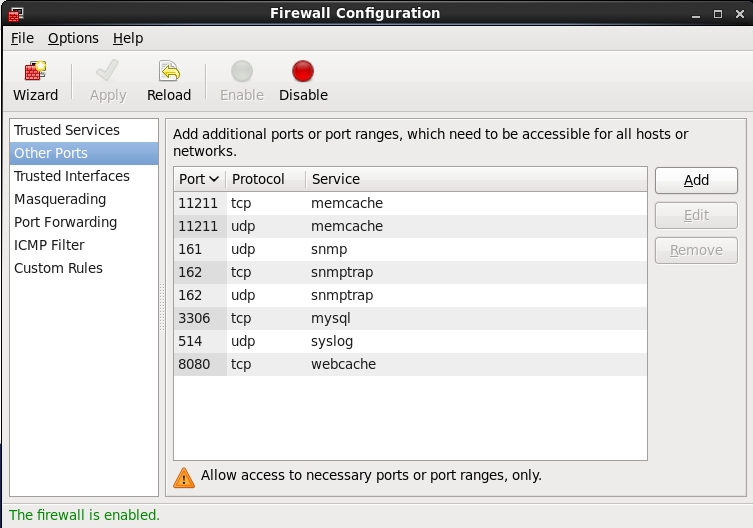 Firewall Configuration
File Options Help
Wizard Apply Reload Enable Disable
Trusted Services
Other Ports
Trusted Interfaces
Masquerading
Port Forwarding
ICMP Filter
Custom Rules
Add additional ports or port ranges, which need to be accessible for all hosts or
networks.
Port Protocol Service
11211 tcp memcache
11211 udp memcache
161 udp snmp
162 tcp snmptrap
162 udp snmptrap
3306 tcp mysql
514 udp syslog
8080 tcp webcache
Add
Edit
Remove
Allow access to necessary ports or port ranges, only.
The firewall is enabled.